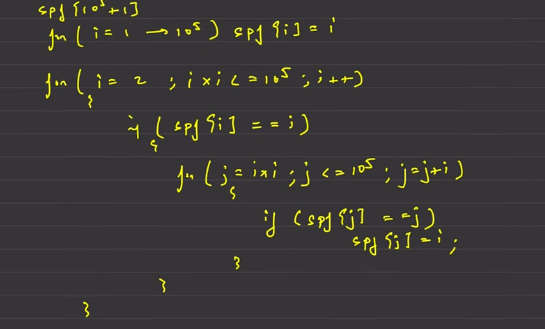 spf[10⁵+1]
for ( i = 1 → 10⁵ ) spf[i] = i
for ( i = 2 ; i × i <= 10⁵ ; i++)
{
if ( spf[i] == i )
{
for ( j = i×i ; j <= 10⁵ ; j=j+i )
{
if (spf[j] == j)
spf[j] = i ;
}
}
}